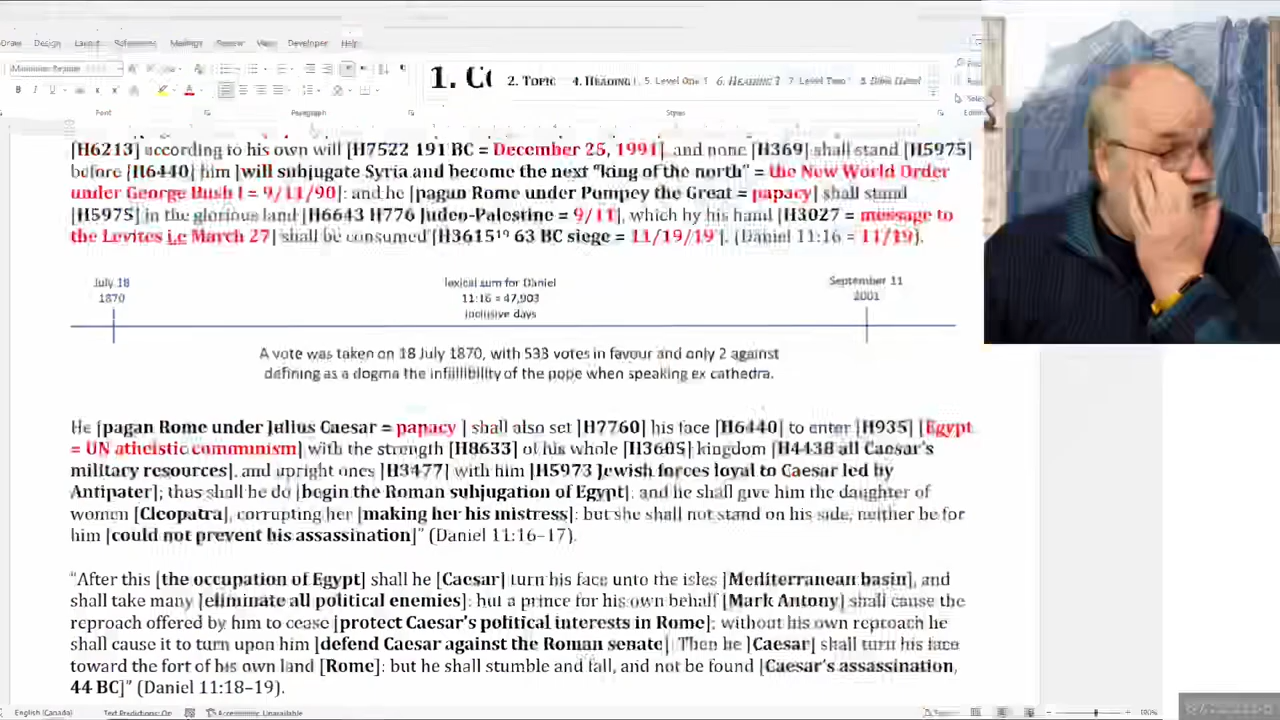 Draw Design Layout References Mailings Review View Developer Help
1. Co 2. Topic 4. Heading 1 5 Level One 6. Heading 2 7 Level Two
Font Paragraph Styles
[H6213] according to his own will [H7522 191 BC = December 25, 1991], and none [H369] shall stand [H5975]
before [H6440] him [will subjugate Syria and become the next "king of the north" = the New World Order
under George Bush I = 9/11/90]: and he [pagan Rome under Pompey the Great = papacy] shall stand
[H5975] in the glorious land [H6643 H776 Judeo-Palestine = 9/11], which by his hand [H3027 = message to
the Levites i.e March 27] shall be consumed [H3615¹⁹ 63 BC siege = 11/19/19 ]. (Daniel 11:16 = 11/19).
July 18 lexical sum for Daniel September 11
1870 11:16 = 47,903 2001
inclusive days
A vote was taken on 18 July 1870, with 533 votes in favour and only 2 against
defining as a dogma the infillibility of the pope when speaking ex cathedra.
He [pagan Rome under Julius Caesar = papacy ] shall also set [H7760] his face [H6440] to enter [H935] [Egypt
= UN atheistic communism] with the strength [H8633] of his whole [H3605] kingdom [H4438 all Caesar's
military resources], and upright ones [H3477] with him [H5973 Jewish forces loyal to Caesar led by
Antipater]; thus shall he do [begin the Roman subjugation of Egypt]: and he shall give him the daughter of
women [Cleopatra], corrupting her [making her his mistress]: but she shall not stand on his side, neither be for
him [could not prevent his assassination]" (Daniel 11:16–17).
"After this [the occupation of Egypt] shall he [Caesar] turn his face unto the isles [Mediterranean basin], and
shall take many [eliminate all political enemies]: but a prince for his own behalf [Mark Antony] shall cause the
reproach offered by him to cease [protect Caesar's political interests in Rome]; without his own reproach he
shall cause it to turn upon him [defend Caesar against the Roman senate] Then he [Caesar] shall turn his face
toward the fort of his own land [Rome]: but he shall stumble and fall, and not be found [Caesar's assassination,
44 BC]" (Daniel 11:18–19).
English (Canada) Text Predictions: On Accessibility: Unavailable